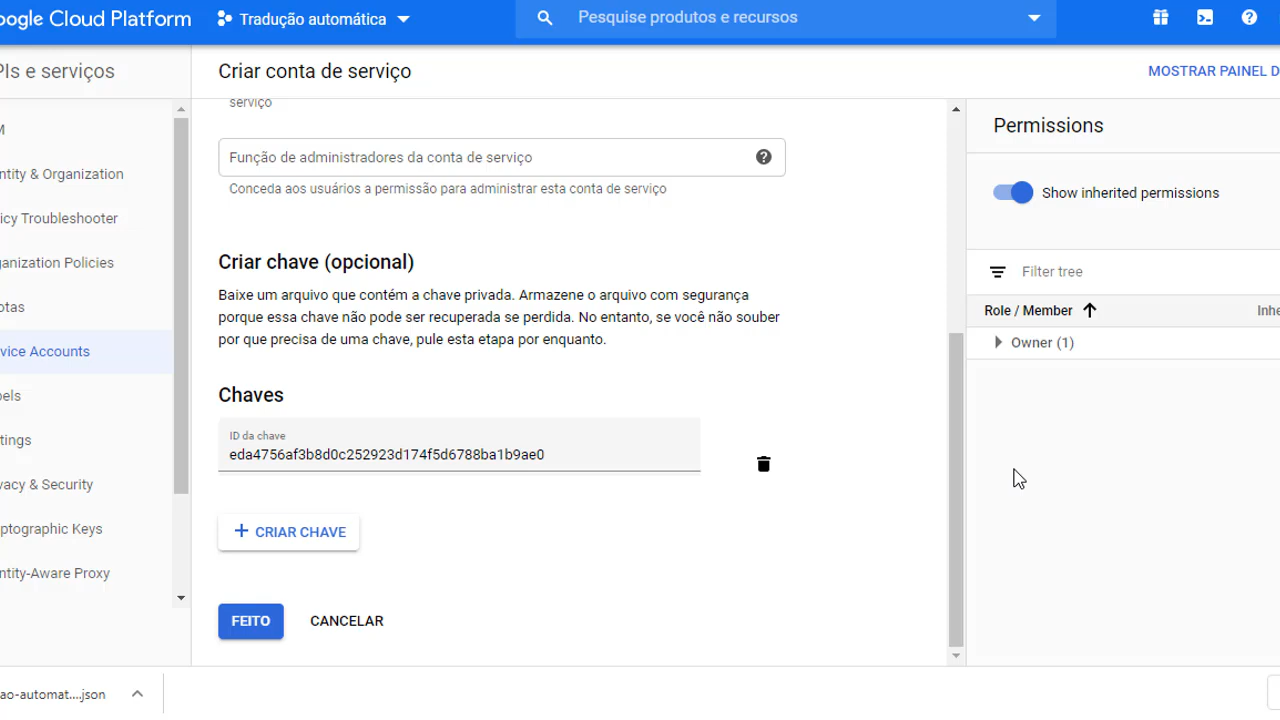 oogle Cloud Platform
Tradução automática
Pesquise produtos e recursos
PIs e serviços
Criar conta de serviço
MOSTRAR PAINEL D
M
ntity & Organization
icy Troubleshooter
ganization Policies
otas
vice Accounts
bels
tings
vacy & Security
ptographic Keys
ntity-Aware Proxy
serviço
Função de administradores da conta de serviço
Conceda aos usuários a permissão para administrar esta conta de serviço
Criar chave (opcional)
Baixe um arquivo que contém a chave privada. Armazene o arquivo com segurança
porque essa chave não pode ser recuperada se perdida. No entanto, se você não souber
por que precisa de uma chave, pule esta etapa por enquanto.
Chaves
ID da chave
eda4756af3b8d0c252923d174f5d6788ba1b9ae0
+ CRIAR CHAVE
FEITO
CANCELAR
Permissions
Show inherited permissions
Filter tree
Role / Member
Inhe
Owner (1)
ao-automat....json